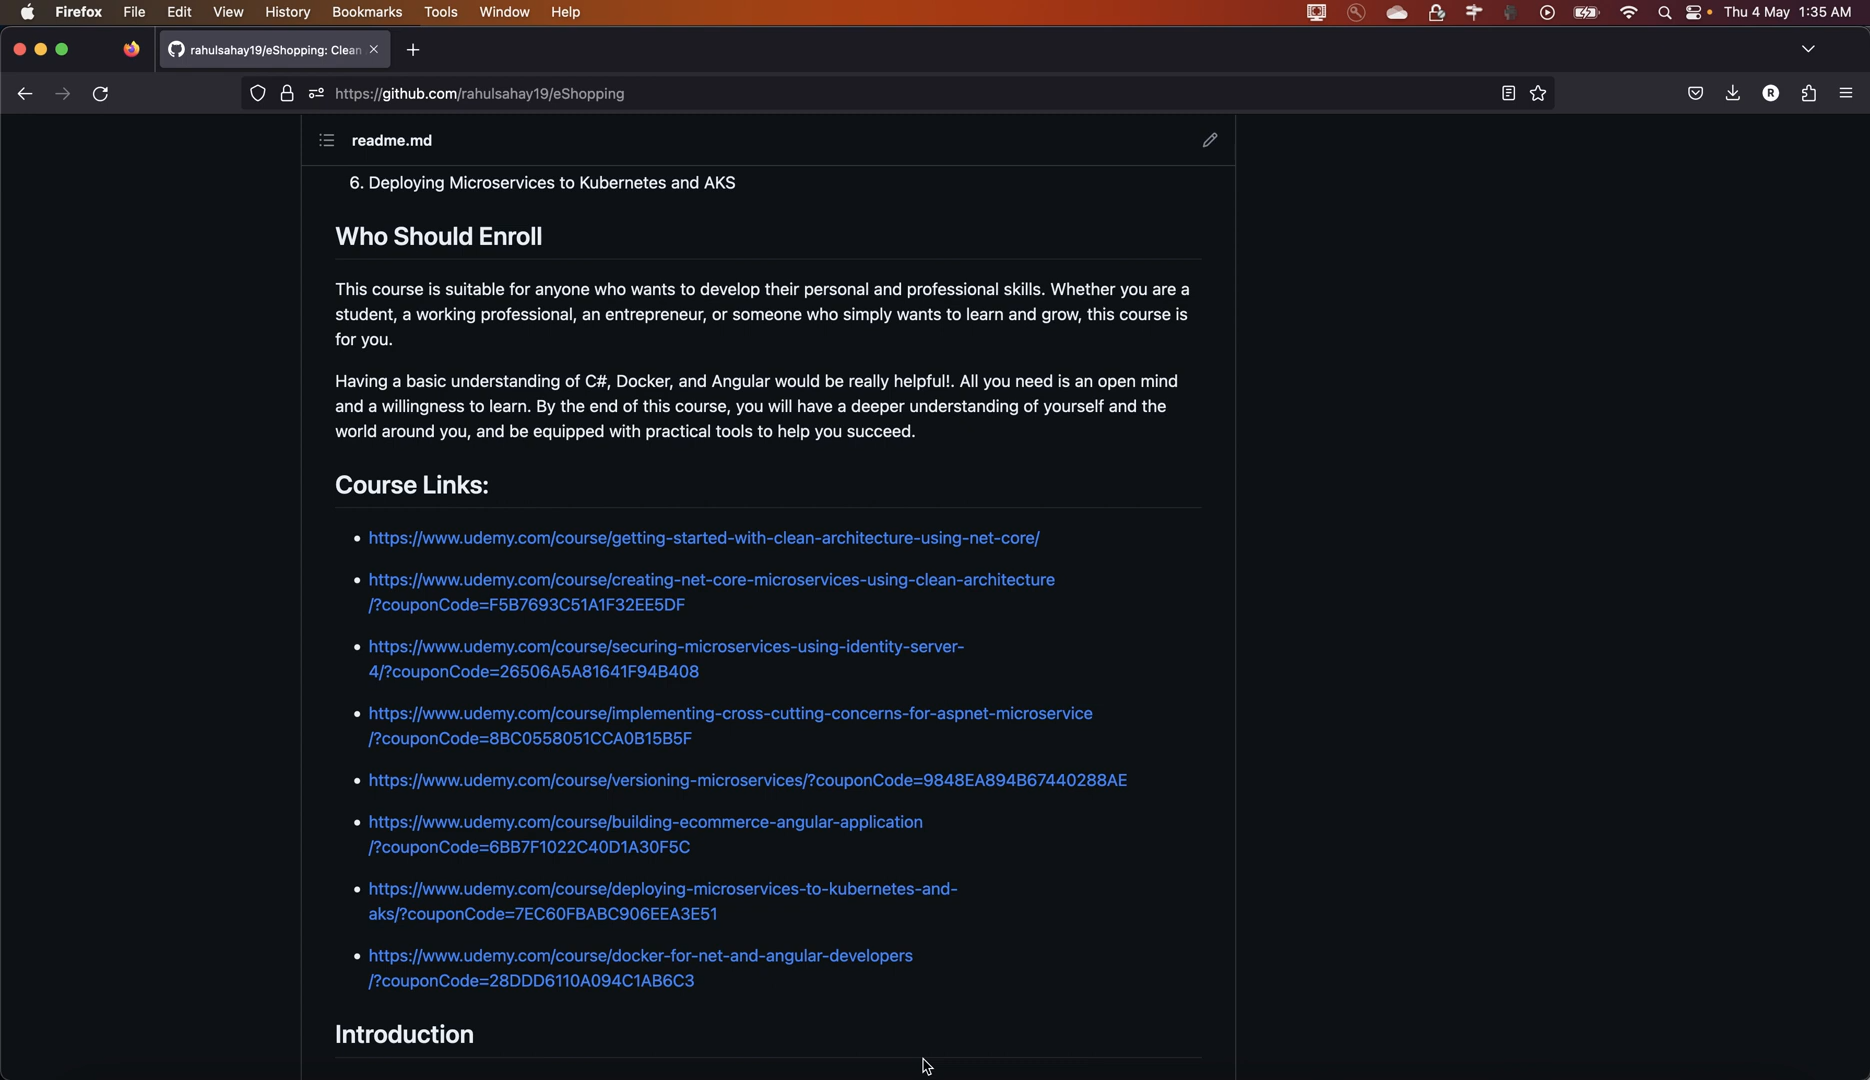 Firefox File Edit View History Bookmarks Tools Window Help Thu 4 May 1:35 AM
rahulsahay19/eShopping: Clean
https://github.com/rahulsahay19/eShopping R
readme.md
6. Deploying Microservices to Kubernetes and AKS
Who Should Enroll
This course is suitable for anyone who wants to develop their personal and professional skills. Whether you are a
student, a working professional, an entrepreneur, or someone who simply wants to learn and grow, this course is
for you.
Having a basic understanding of C#, Docker, and Angular would be really helpful!. All you need is an open mind
and a willingness to learn. By the end of this course, you will have a deeper understanding of yourself and the
world around you, and be equipped with practical tools to help you succeed.
Course Links:
• https://www.udemy.com/course/getting-started-with-clean-architecture-using-net-core/
• https://www.udemy.com/course/creating-net-core-microservices-using-clean-architecture
/?couponCode=F5B7693C51A1F32EE5DF
• https://www.udemy.com/course/securing-microservices-using-identity-server-
4/?couponCode=26506A5A81641F94B408
• https://www.udemy.com/course/implementing-cross-cutting-concerns-for-aspnet-microservice
/?couponCode=8BC0558051CCA0B15B5F
• https://www.udemy.com/course/versioning-microservices/?couponCode=9848EA894B67440288AE
• https://www.udemy.com/course/building-ecommerce-angular-application
/?couponCode=6BB7F1022C40D1A30F5C
• https://www.udemy.com/course/deploying-microservices-to-kubernetes-and-
aks/?couponCode=7EC60FBABC906EEA3E51
• https://www.udemy.com/course/docker-for-net-and-angular-developers
/?couponCode=28DDD6110A094C1AB6C3
Introduction